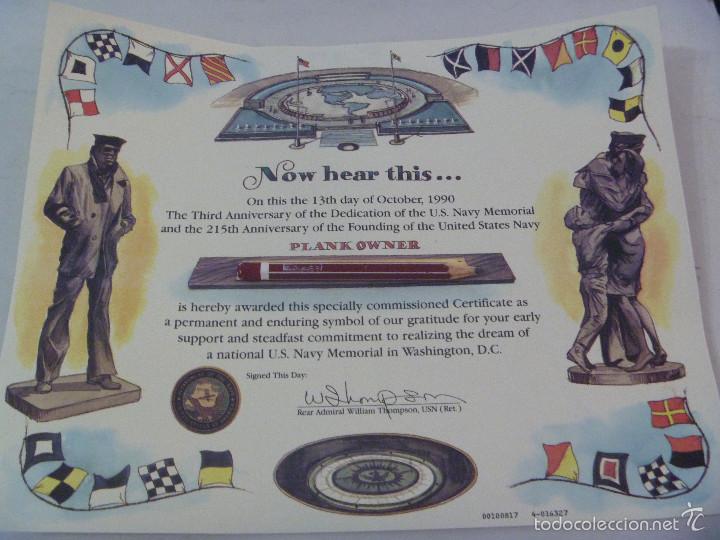 Now hear this...
On this the 13th day of October, 1990
The Third Anniversary of the Dedication of the U.S. Navy Memorial
and the 215th Anniversary of the Founding of the United States Navy
PLANK OWNER
is hereby awarded this specially commissioned Certificate as
a permanent and enduring symbol of our gratitude for your early
support and steadfast commitment to realizing the dream of
a national U.S. Navy Memorial in Washington, D.C.
Signed This Day:
W Thompson
Rear Admiral William Thompson, USN (Ret.)
D0100817 4-016327
todocoleccion.net